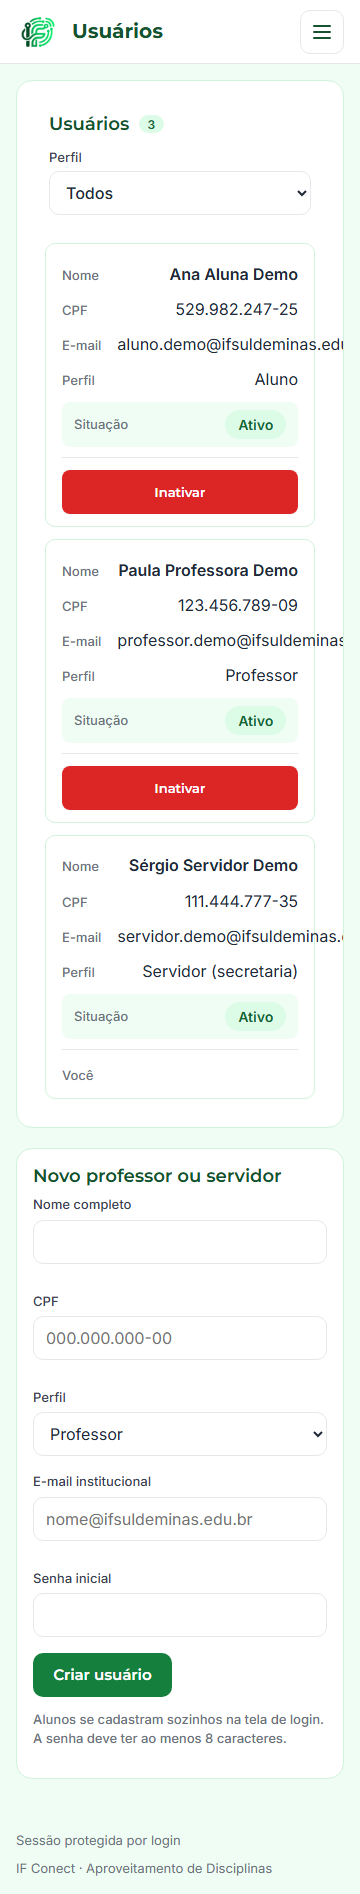 Usuários
Usuários 3
Perfil
Todos
Nome Ana Aluna Demo
CPF 529.982.247-25
E-mail aluno.demo@ifsuldeminas.edu
Perfil Aluno
Situação Ativo
Inativar
Nome Paula Professora Demo
CPF 123.456.789-09
E-mail professor.demo@ifsuldeminas
Perfil Professor
Situação Ativo
Inativar
Nome Sérgio Servidor Demo
CPF 111.444.777-35
E-mail servidor.demo@ifsuldeminas.
Perfil Servidor (secretaria)
Situação Ativo
Você
Novo professor ou servidor
Nome completo
CPF
000.000.000-00
Perfil
Professor
E-mail institucional
nome@ifsuldeminas.edu.br
Senha inicial
Criar usuário
Alunos se cadastram sozinhos na tela de login.
A senha deve ter ao menos 8 caracteres.
Sessão protegida por login
IF Conect · Aproveitamento de Disciplinas